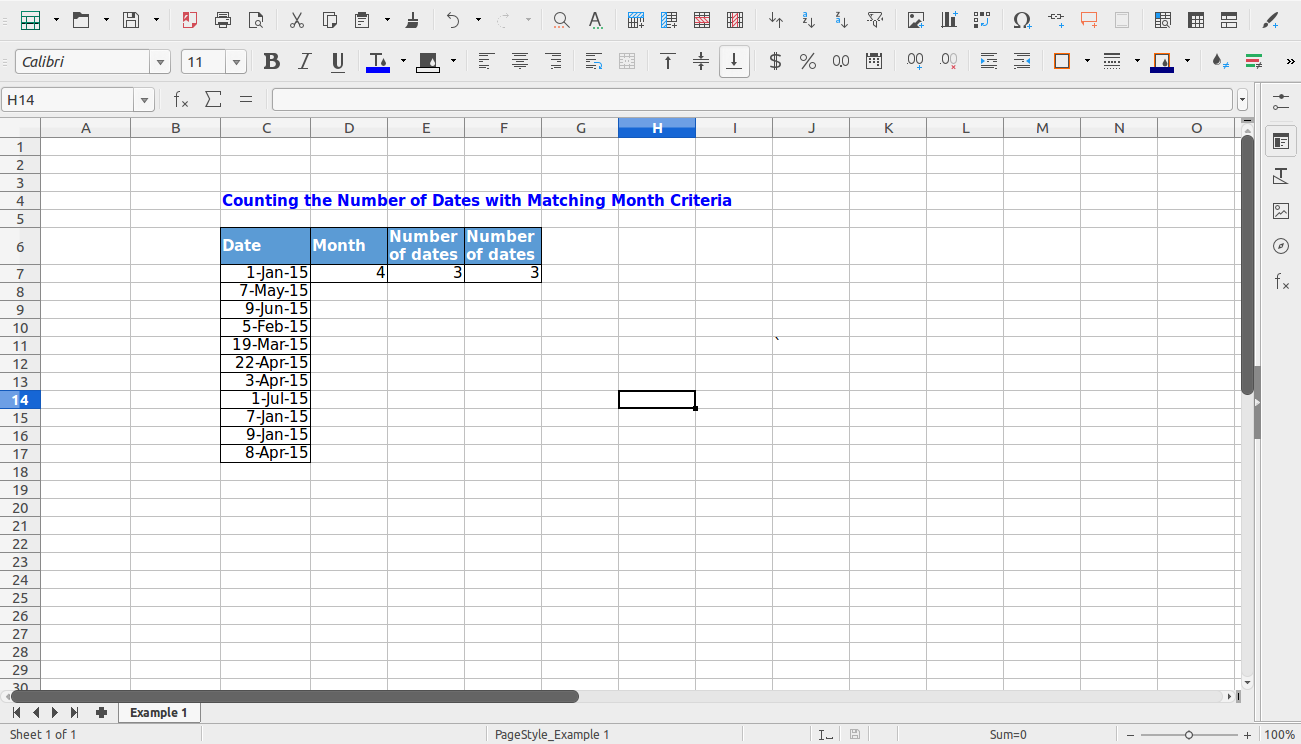 Calibri
11
H14
A B C D E F G H I J K L M N O
1
2
3
4 Counting the Number of Dates with Matching Month Criteria
5
6 Date Month Number of dates Number of dates
7 1-Jan-15 4 3 3
8 7-May-15
9 9-Jun-15
10 5-Feb-15
11 19-Mar-15 `
12 22-Apr-15
13 3-Apr-15
14 1-Jul-15
15 7-Jan-15
16 9-Jan-15
17 8-Apr-15
18
19
20
21
22
23
24
25
26
27
28
29
30
Example 1
Sheet 1 of 1 PageStyle_Example 1 Sum=0 100%